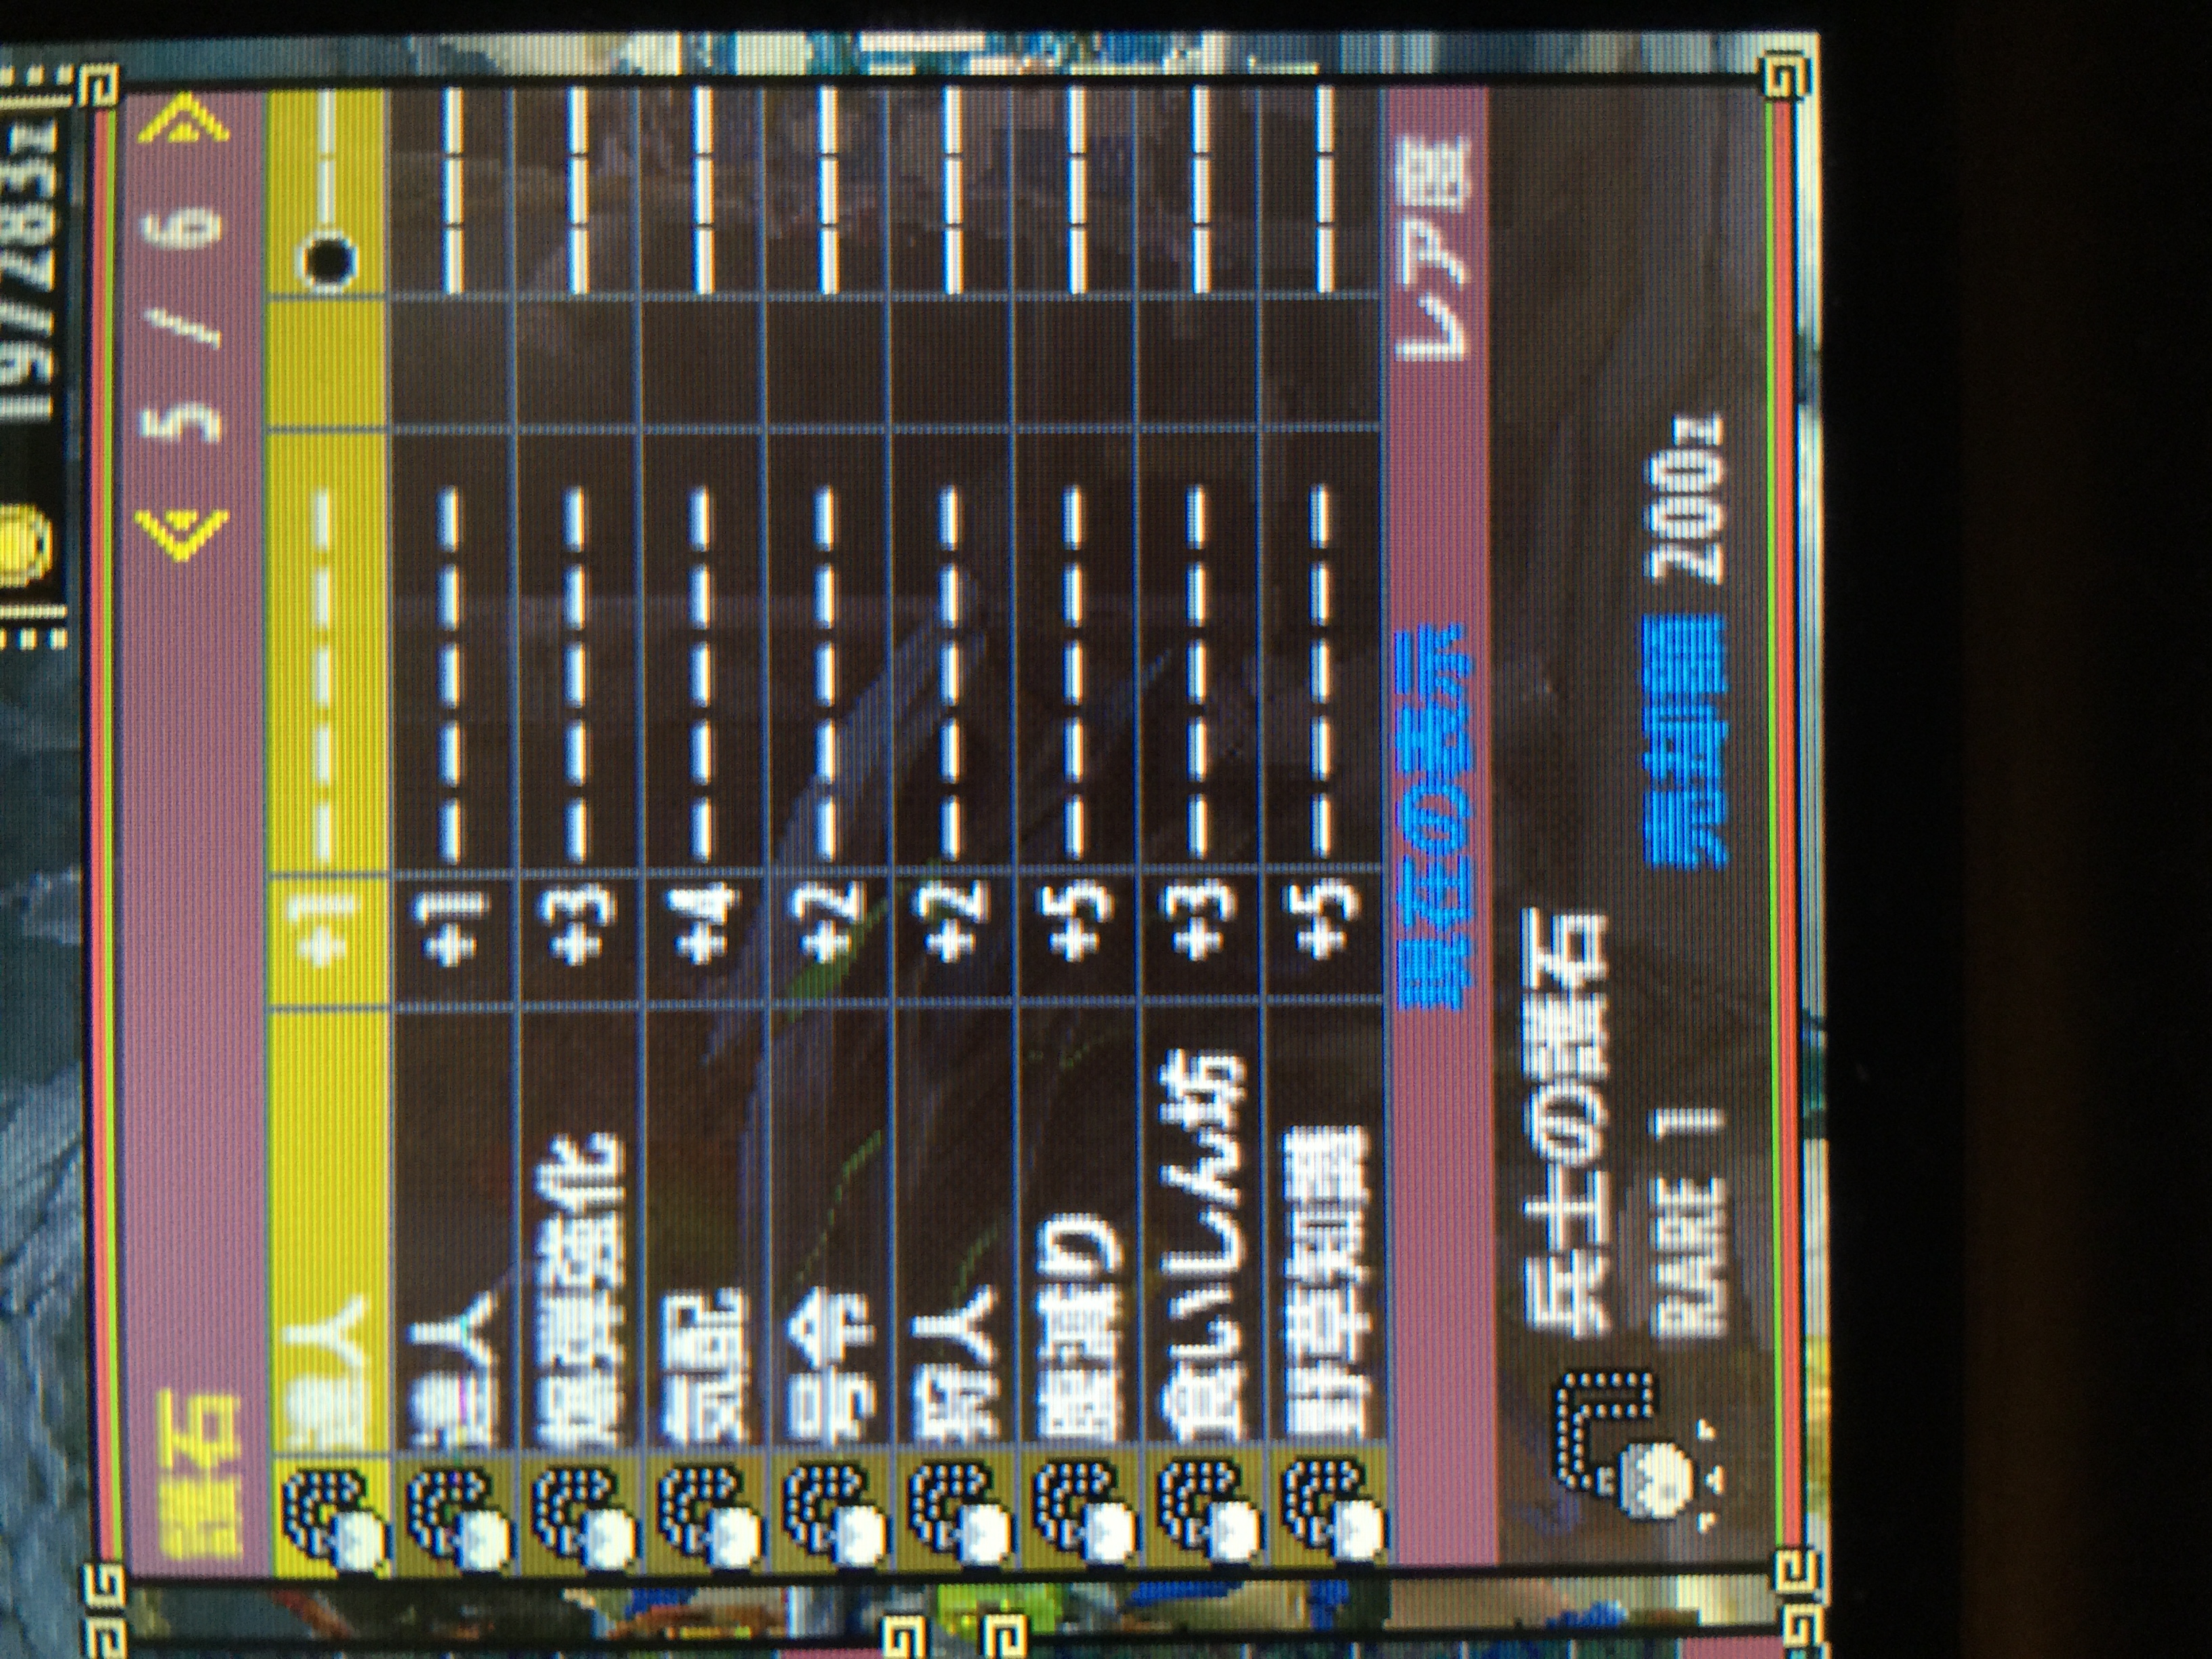 197283z
護石 5 / 6
達人 +1 ----- ●--
達人 +1 ----- ---
爆弾強化 +3 ----- ---
気配 +4 ----- ---
号令 +2 ----- ---
狩人 +2 ----- ---
腹減り +5 ----- ---
食いしん坊 +3 ----- ---
野草知識 +5 ----- ---
現在の表示 レア度
兵士の護石
RARE 1 売却額 200z